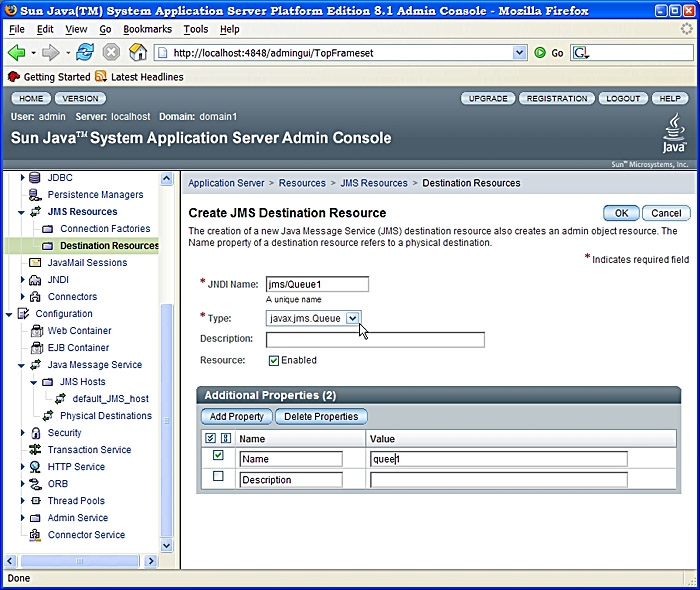 Sun Java(TM) System Application Server Platform Edition 8.1 Admin Console - Mozilla Firefox
File Edit View Go Bookmarks Tools Help
http://localhost:4848/admingui/TopFrameset Go G
Getting Started Latest Headlines
HOME VERSION UPGRADE REGISTRATION LOGOUT HELP
User: admin Server: localhost Domain: domain1
Sun Java™ System Application Server Admin Console
Java™
Sun™ Microsystems, Inc.
JDBC
Persistence Managers
JMS Resources
Connection Factories
Destination Resources
JavaMail Sessions
JNDI
Connectors
Configuration
Web Container
EJB Container
Java Message Service
JMS Hosts
default_JMS_host
Physical Destinations
Security
Transaction Service
HTTP Service
ORB
Thread Pools
Admin Service
Connector Service
Application Server > Resources > JMS Resources > Destination Resources
Create JMS Destination Resource OK Cancel
The creation of a new Java Message Service (JMS) destination resource also creates an admin object resource. The
Name property of a destination resource refers to a physical destination.
* Indicates required field
* JNDI Name: jms/Queue1
A unique name
* Type: javax.jms.Queue
Description:
Resource: Enabled
Additional Properties (2)
Add Property Delete Properties
Name Value
Name quee1
Description
Done